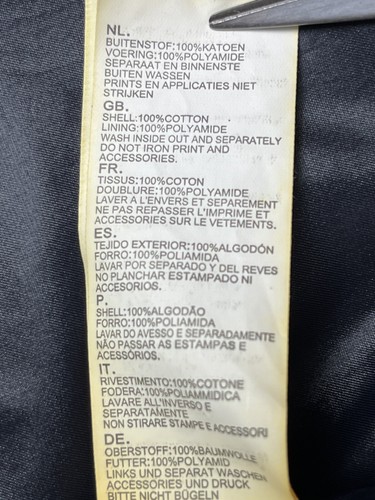 NL.
BUITENSTOF:100%KATOEN
VOERING:100%POLYAMIDE
SEPARAAT EN BINNENSTE
BUITEN WASSEN
PRINTS EN APPLICATIES NIET
STRIJKEN
GB.
SHELL:100%COTTON
LINING:100%POLYAMIDE
WASH INSIDE OUT AND SEPARATELY
DO NOT IRON PRINT AND
ACCESSORIES.
FR.
TISSUS:100%COTON
DOUBLURE:100%POLYAMIDE
LAVER A L'ENVERS ET SEPAREMENT
NE PAS REPASSER L'IMPRIME ET
ACCESSORIES SUR LE VETEMENTS.
ES.
TEJIDO EXTERIOR:100%ALGODÓN
FORRO:100%POLIAMIDA
LAVAR POR SEPARADO Y DEL REVES
NO PLANCHAR ESTAMPADO NI
ACCESORIOS.
P.
SHELL:100%ALGODÃO
FORRO:100%POLIAMIDA
LAVAR DO AVESSO E SEPARADAMENTE
NÃO PASSAR AS ESTAMPAS E
ACESSÓRIOS.
IT.
RIVESTIMENTO:100%COTONE
FODERA:100%POLIAMMIDICA
LAVARE ALL'INVERSO E
SEPARATAMENTE
NON STIRARE STAMPE E ACCESSORI
DE.
OBERSTOFF:100%BAUMWOLLE
FUTTER:100%POLYAMID
LINKS UND SEPARAT WASCHEN
ACCESSORIES UND DRUCK
BITTE NICHT BÜGELN